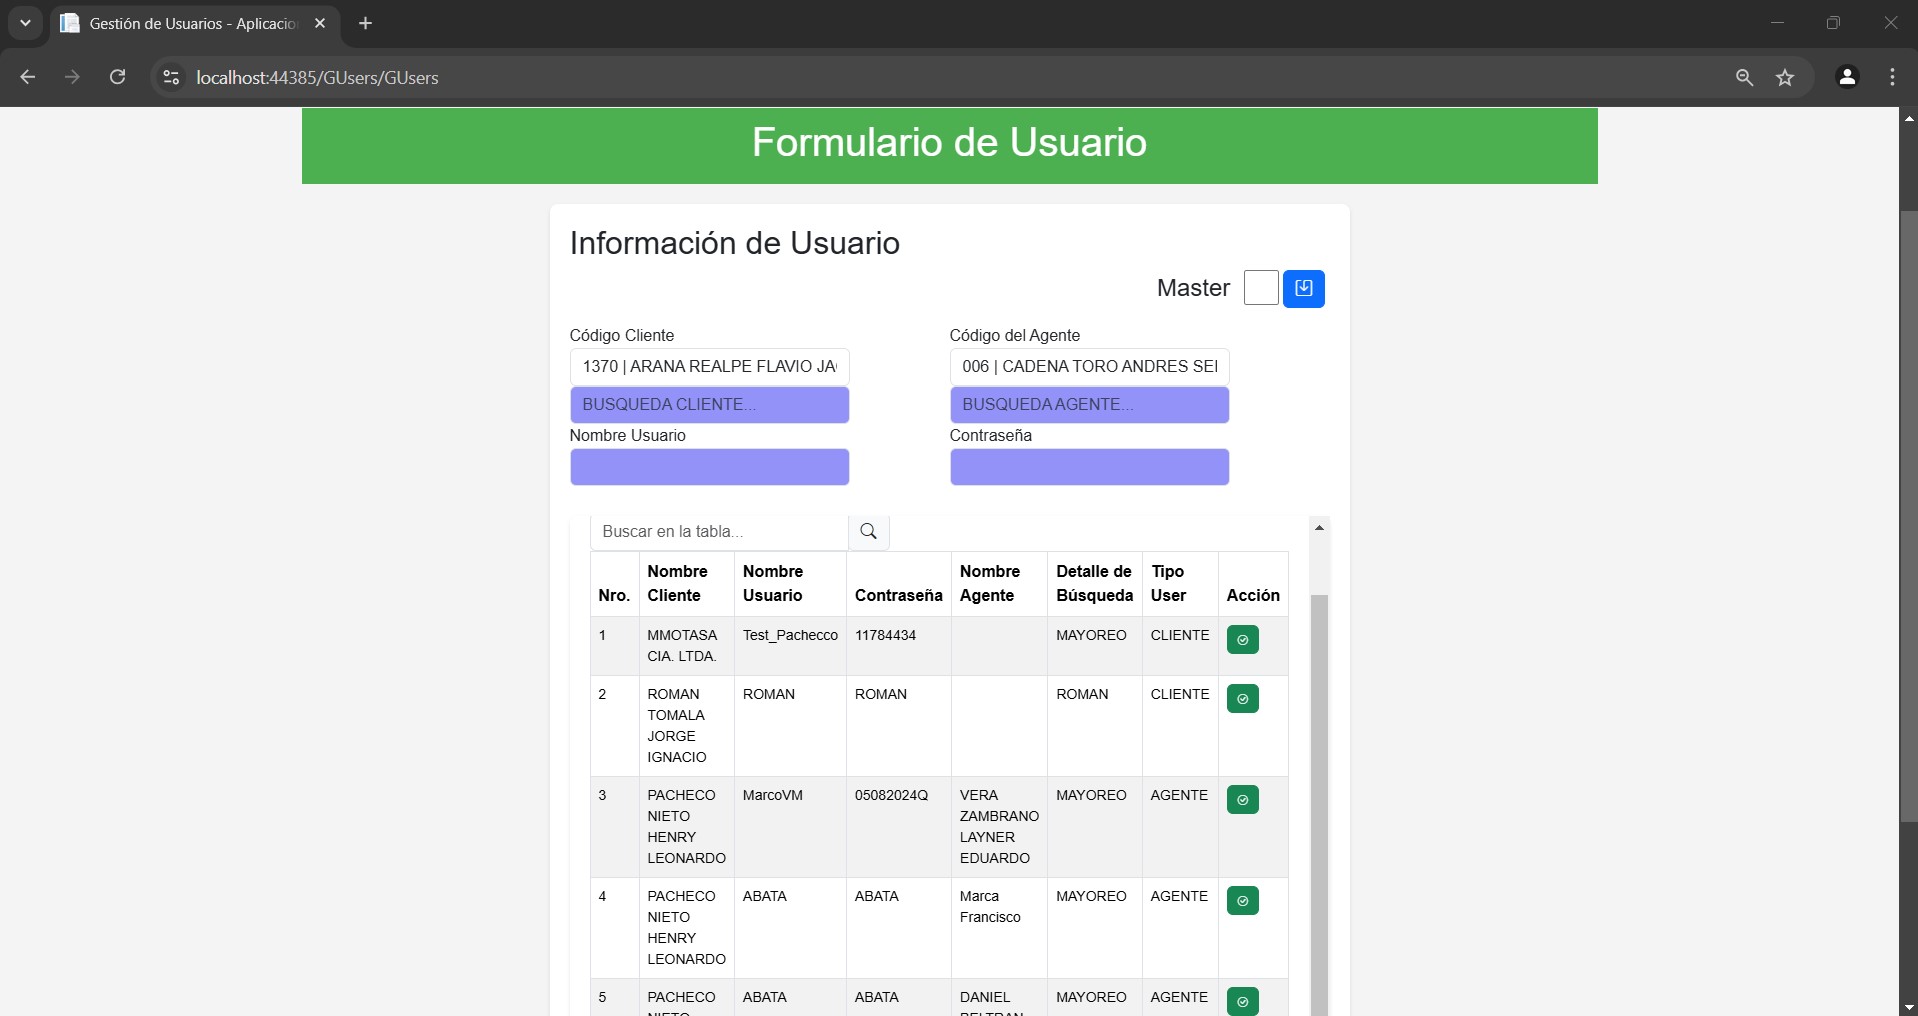 Gestión de Usuarios - Aplicacio
localhost:44385/GUsers/GUsers
Formulario de Usuario
Información de Usuario
Master
Código Cliente
Código del Agente
1370 | ARANA REALPE FLAVIO JA
006 | CADENA TORO ANDRES SE
BUSQUEDA CLIENTE...
BUSQUEDA AGENTE...
Nombre Usuario
Contraseña
Buscar en la tabla...
Nro. Nombre Cliente Nombre Usuario Contraseña Nombre Agente Detalle de Búsqueda Tipo User Acción
1 MMOTASA CIA. LTDA. Test_Pachecco 11784434 MAYOREO CLIENTE
2 ROMAN TOMALA JORGE IGNACIO ROMAN ROMAN ROMAN CLIENTE
3 PACHECO NIETO HENRY LEONARDO MarcoVM 05082024Q VERA ZAMBRANO LAYNER EDUARDO MAYOREO AGENTE
4 PACHECO NIETO HENRY LEONARDO ABATA ABATA Marca Francisco MAYOREO AGENTE
5 PACHECO NIETO ABATA ABATA DANIEL BELTRAN MAYOREO AGENTE